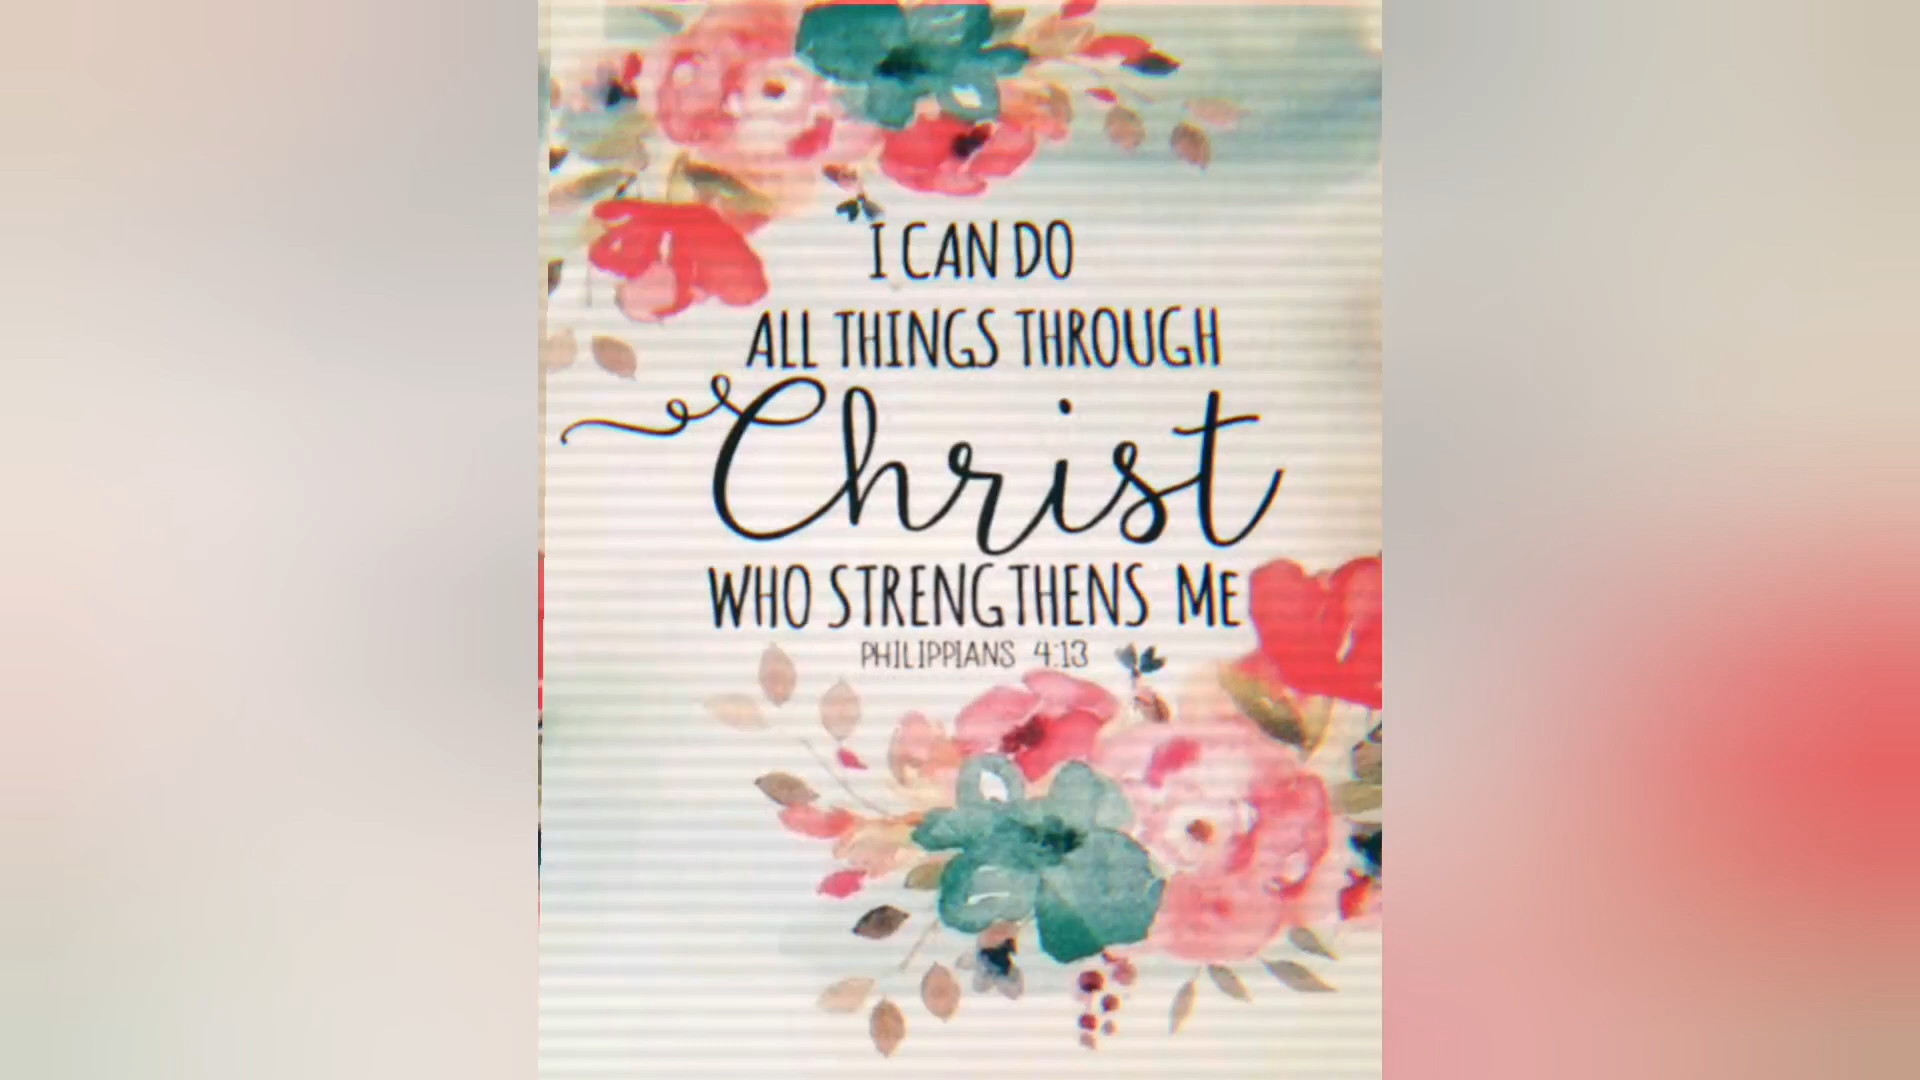 I CAN DO
ALL THINGS THROUGH
Christ
WHO STRENGTHENS ME
PHILIPPIANS 4:13